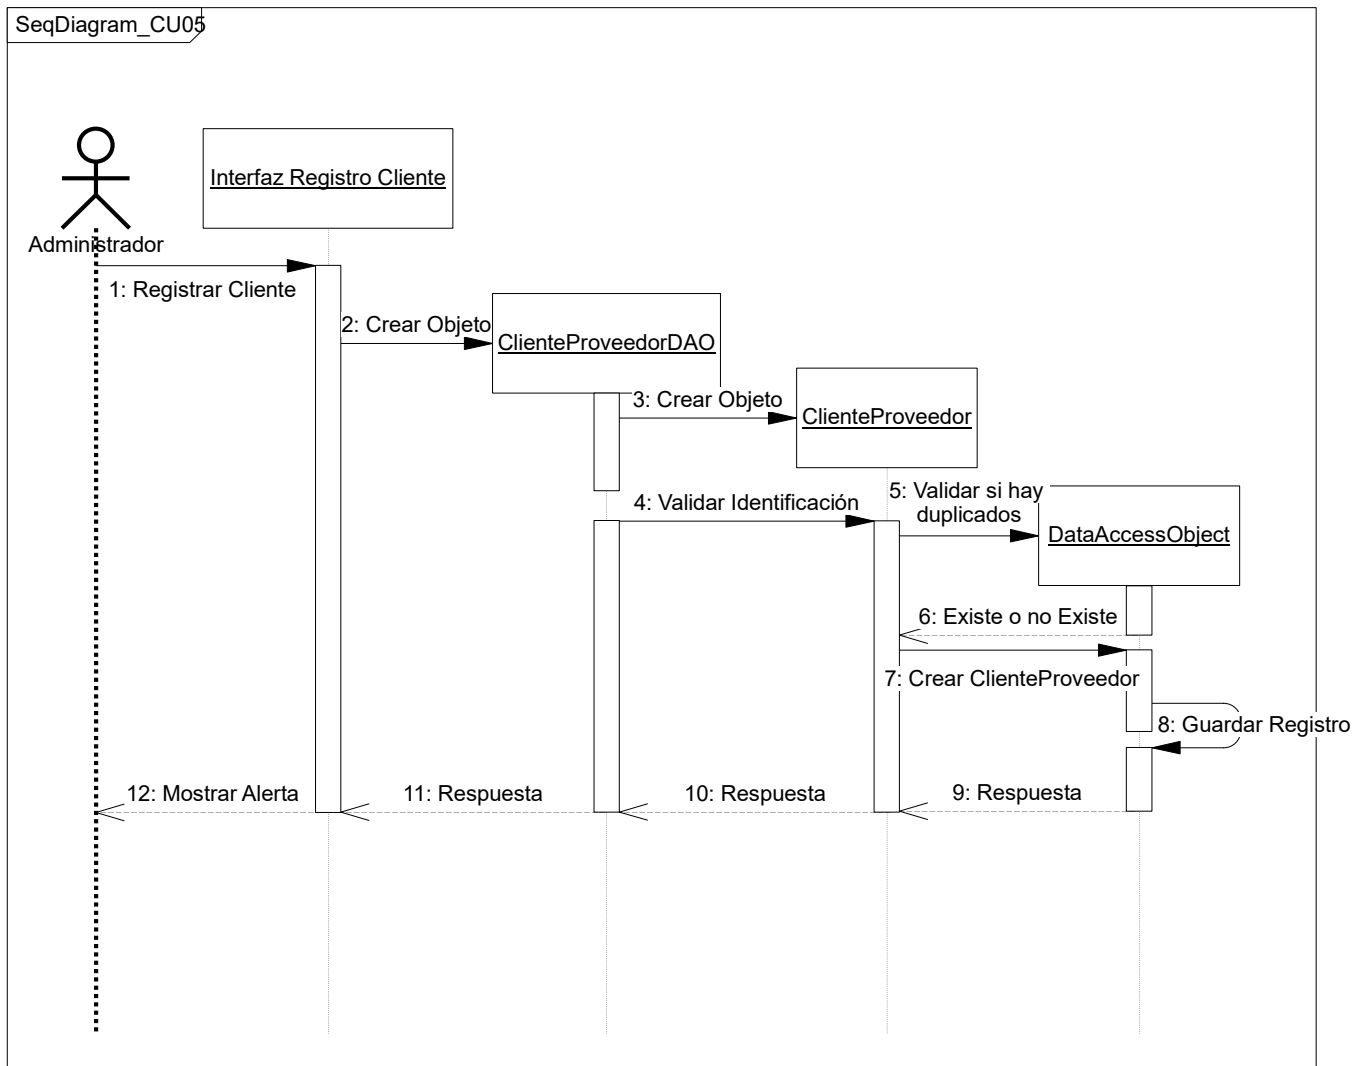 SeqDiagram_CU05
Interfaz Registro Cliente
Administrador
1: Registrar Cliente
2: Crear Objeto
ClienteProveedorDAO
3: Crear Objeto
ClienteProveedor
4: Validar Identificación
5: Validar si hay
duplicados
DataAccessObject
6: Existe o no Existe
7: Crear ClienteProveedor
8: Guardar Registro
9: Respuesta
10: Respuesta
11: Respuesta
12: Mostrar Alerta